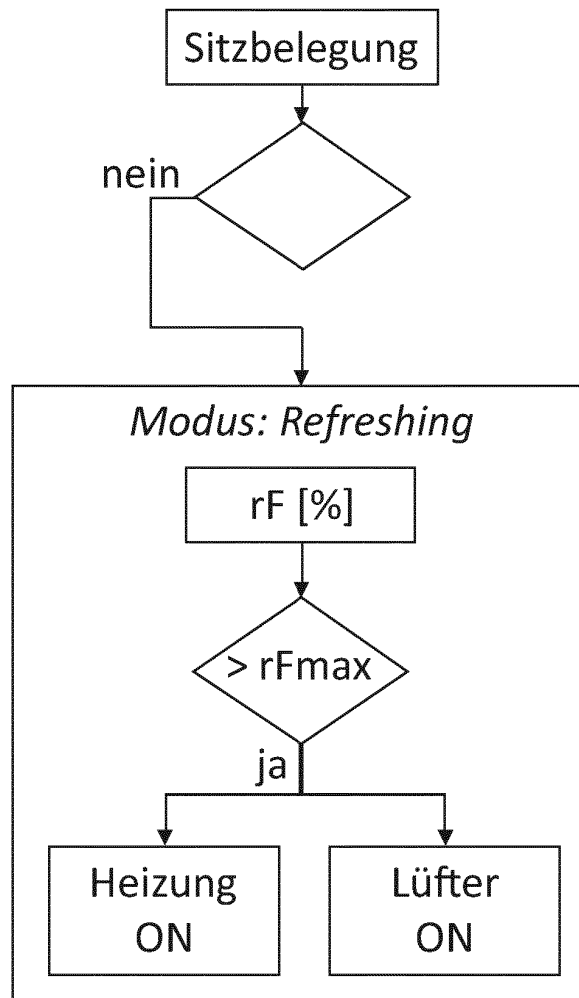 Sitzbelegung
nein
Modus: Refreshing
rF [%]
> rFmax
ja
Heizung
ON
Lüfter
ON